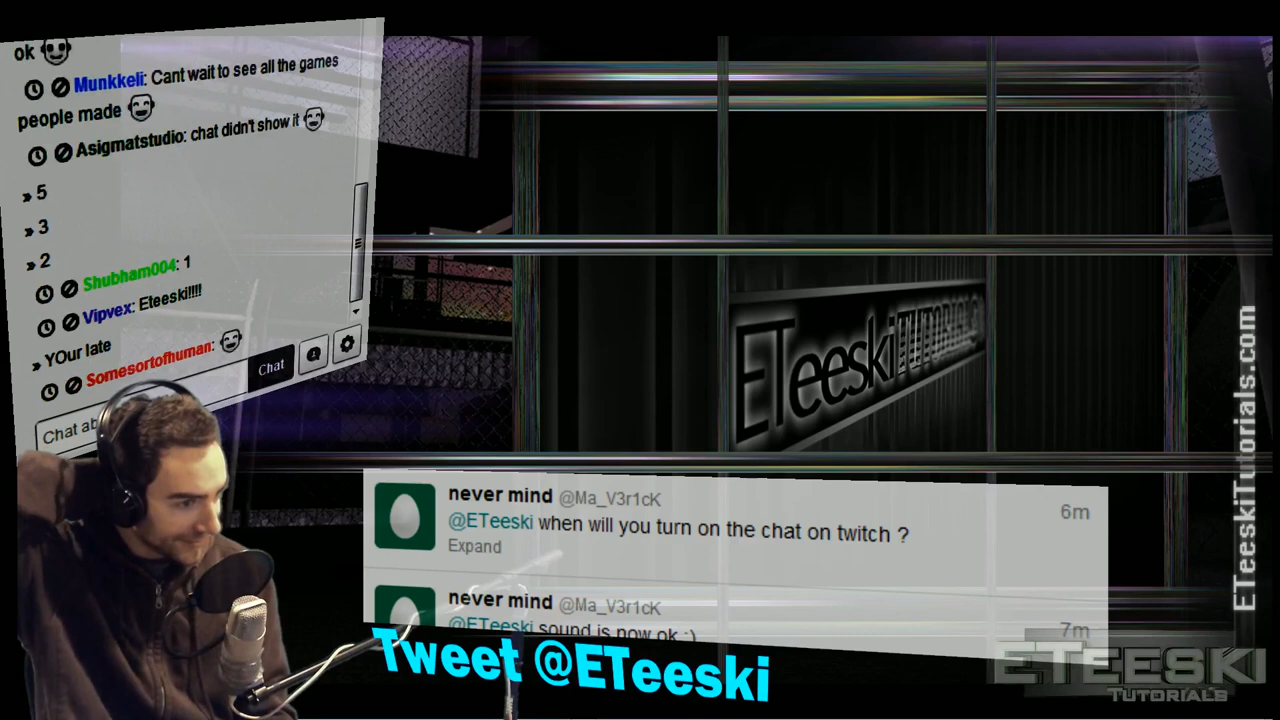 ok
Munkkeli: Cant wait to see all the games
people made
Asigmatstudio: chat didn't show it
» 5
» 3
» 2
Shubham004: 1
Vipvex: Eteeski!!!!
» YOur late
Somesortofhuman:
Chat
Chat ab
ETeeskiTUTORIALS
never mind @Ma_V3r1cK
6m
@ETeeski when will you turn on the chat on twitch ?
Expand
never mind @Ma_V3r1cK
7m
@ETeeski sound is now ok :)
Tweet @ETeeski
ETeeskiTutorials.com
ETEESKI
TUTORIALS